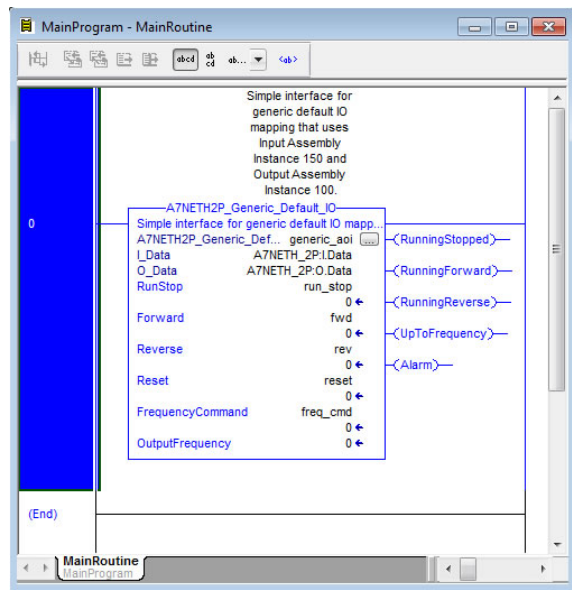 MainProgram - MainRoutine
abcd ab cd ab... <ab>
Simple interface for
generic default IO
mapping that uses
Input Assembly
Instance 150 and
Output Assembly
Instance 100.
A7NETH2P_Generic_Default_IO
0 Simple interface for generic default IO mapp...
A7NETH2P_Generic_Def... generic_aoi ... (RunningStopped)
I_Data A7NETH_2P:I.Data
O_Data A7NETH_2P:O.Data (RunningForward)
RunStop run_stop
0 (RunningReverse)
Forward fwd
0 (UpToFrequency)
Reverse rev
0 (Alarm)
Reset reset
0
FrequencyCommand freq_cmd
0
OutputFrequency 0
(End)
MainRoutine
MainProgram